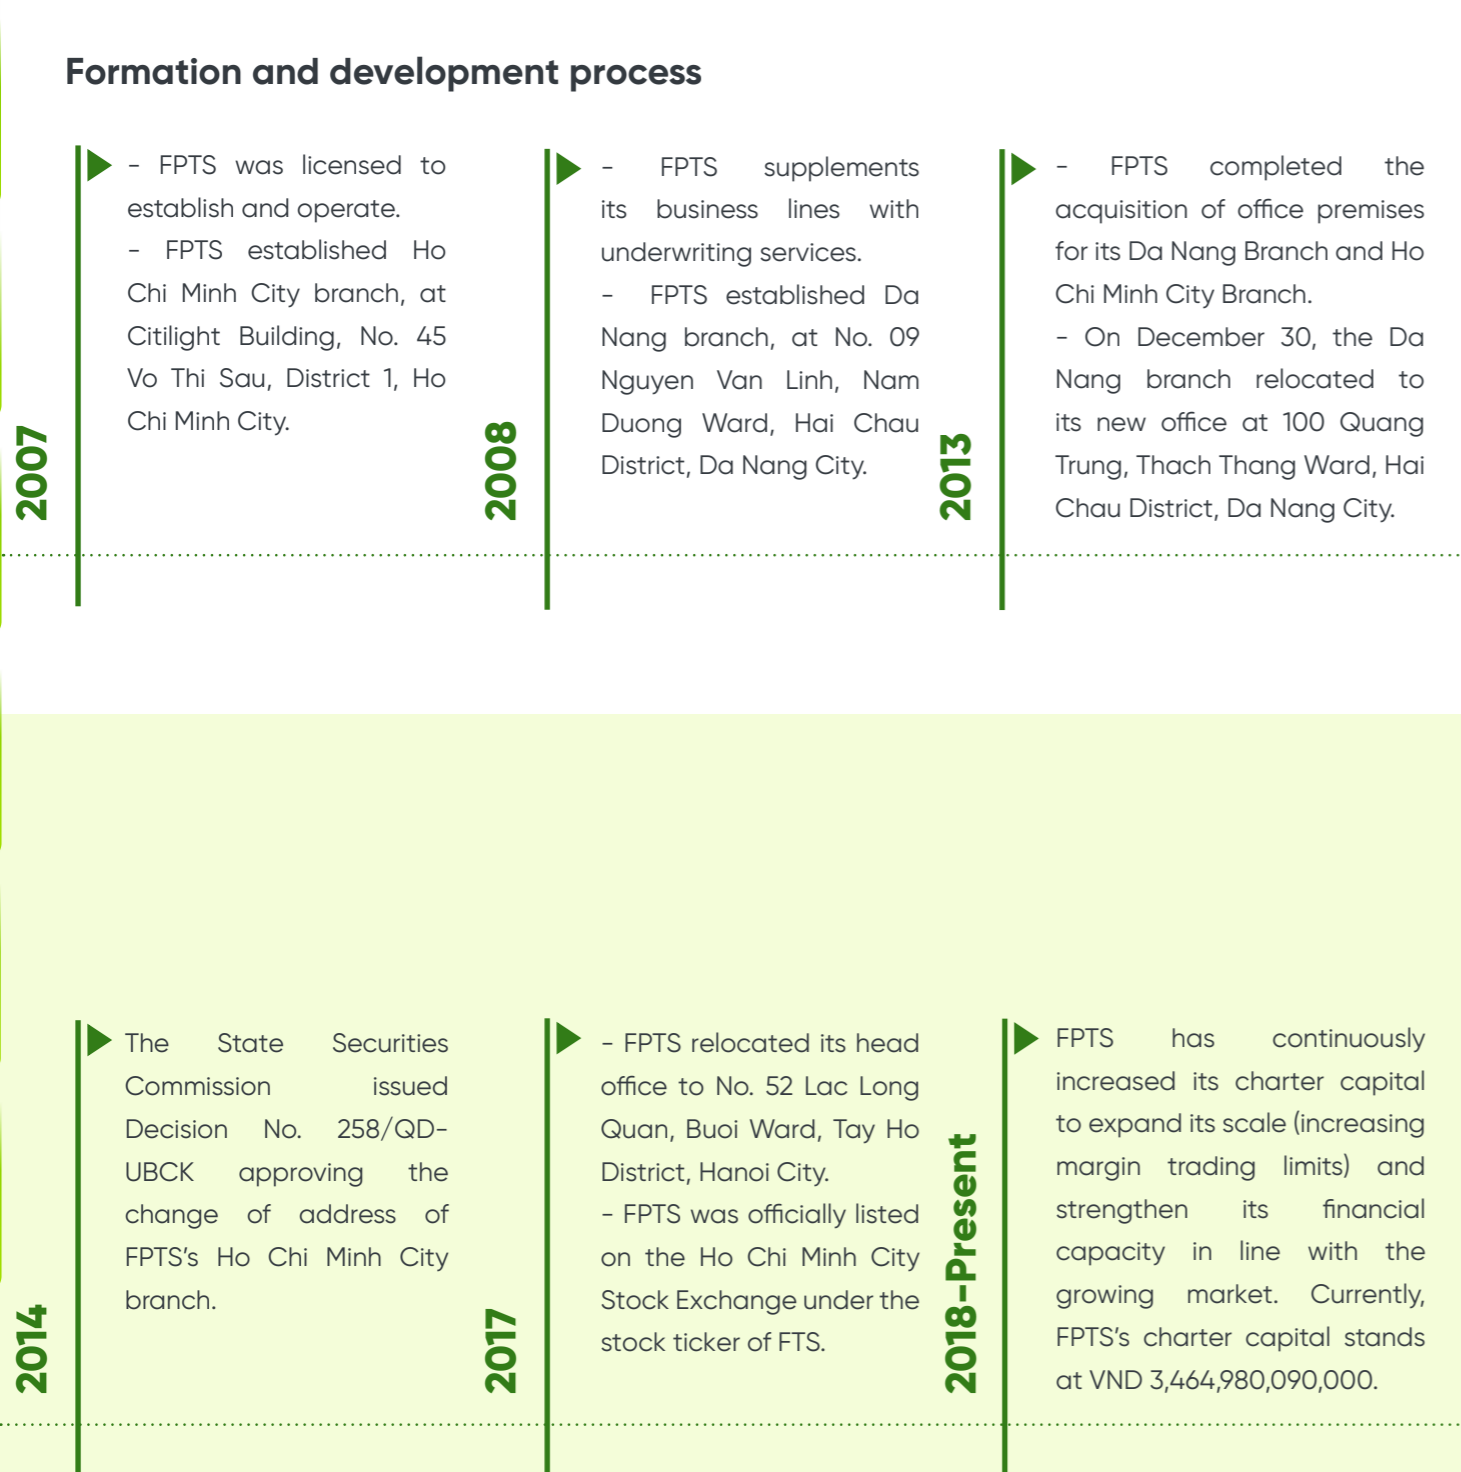 Formation and development process
- FPTS was licensed to
establish and operate.
- FPTS established Ho
Chi Minh City branch, at
Citilight Building, No. 45
Vo Thi Sau, District 1, Ho
Chi Minh City.
2007
- FPTS supplements
its business lines with
underwriting services.
- FPTS established Da
Nang branch, at No. 09
Nguyen Van Linh, Nam
Duong Ward, Hai Chau
District, Da Nang City.
2008
- FPTS completed the
acquisition of office premises
for its Da Nang Branch and Ho
Chi Minh City Branch.
- On December 30, the Da
Nang branch relocated to
its new office at 100 Quang
Trung, Thach Thang Ward, Hai
Chau District, Da Nang City.
2013
The State Securities
Commission issued
Decision No. 258/QD-
UBCK approving the
change of address of
FPTS's Ho Chi Minh City
branch.
2014
- FPTS relocated its head
office to No. 52 Lac Long
Quan, Buoi Ward, Tay Ho
District, Hanoi City.
- FPTS was officially listed
on the Ho Chi Minh City
Stock Exchange under the
stock ticker of FTS.
2017
FPTS has continuously
increased its charter capital
to expand its scale (increasing
margin trading limits) and
strengthen its financial
capacity in line with the
growing market. Currently,
FPTS's charter capital stands
at VND 3,464,980,090,000.
2018-Present